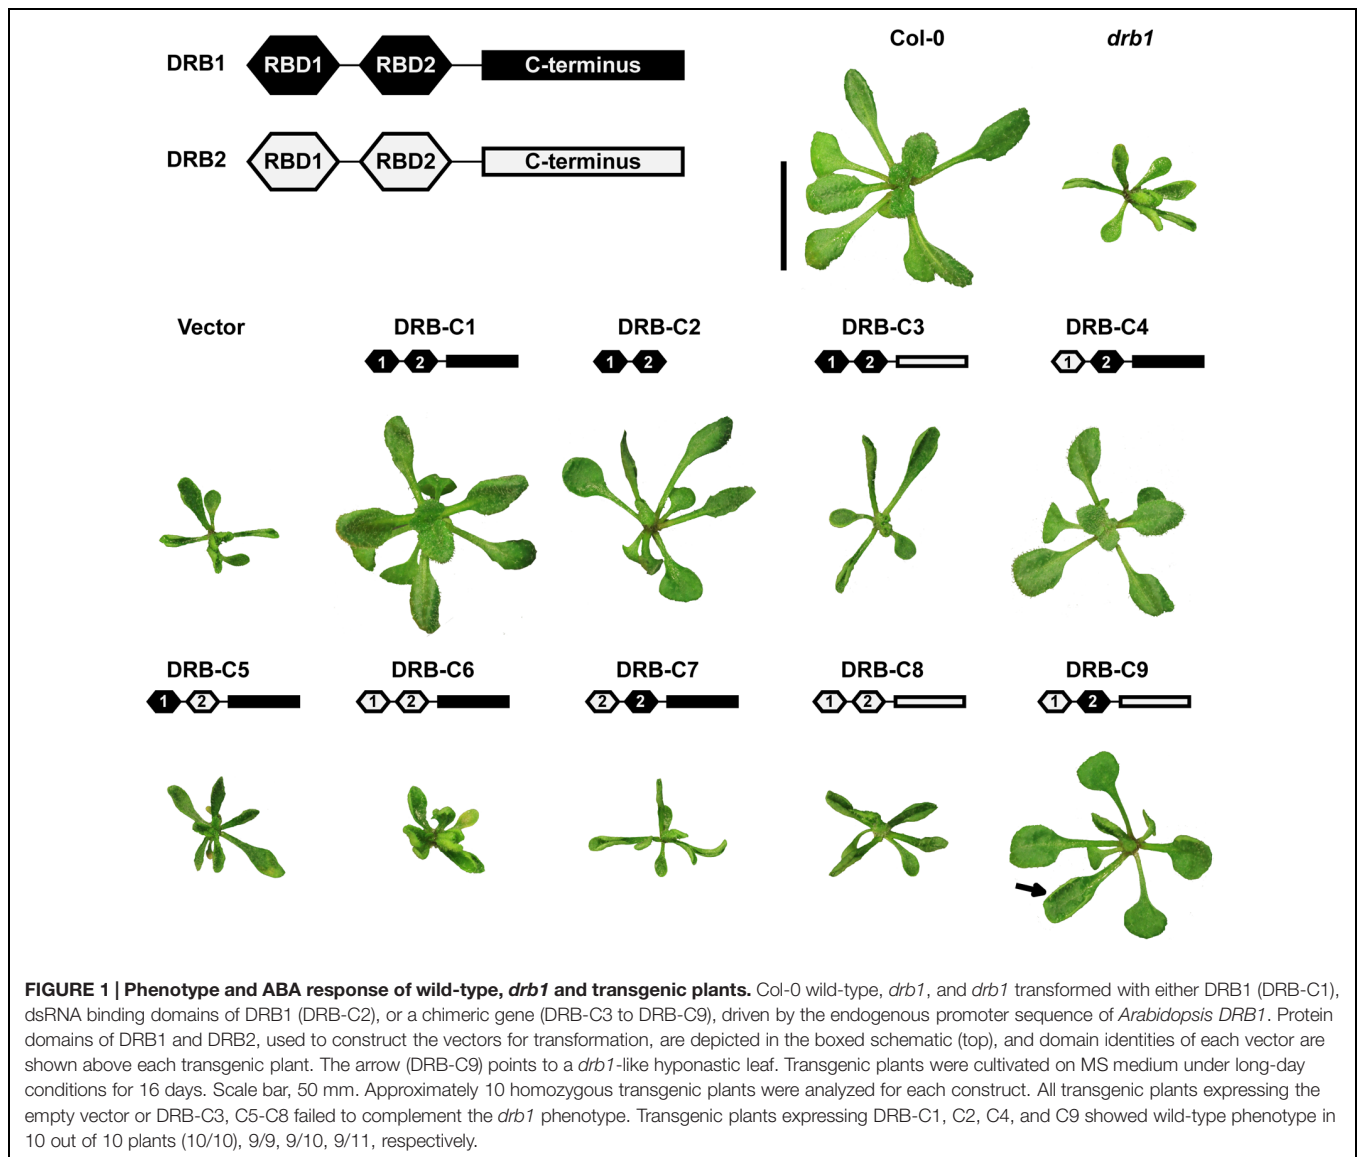 Col-0 drb1
DRB1 RBD1 RBD2 C-terminus
DRB2 RBD1 RBD2 C-terminus
Vector DRB-C1 DRB-C2 DRB-C3 DRB-C4
1 2 1 2 1 2 1 2
DRB-C5 DRB-C6 DRB-C7 DRB-C8 DRB-C9
1 2 1 2 2 2 1 2 1 2
FIGURE 1 | Phenotype and ABA response of wild-type, drb1 and transgenic plants. Col-0 wild-type, drb1, and drb1 transformed with either DRB1 (DRB-C1),
dsRNA binding domains of DRB1 (DRB-C2), or a chimeric gene (DRB-C3 to DRB-C9), driven by the endogenous promoter sequence of Arabidopsis DRB1. Protein
domains of DRB1 and DRB2, used to construct the vectors for transformation, are depicted in the boxed schematic (top), and domain identities of each vector are
shown above each transgenic plant. The arrow (DRB-C9) points to a drb1-like hyponastic leaf. Transgenic plants were cultivated on MS medium under long-day
conditions for 16 days. Scale bar, 50 mm. Approximately 10 homozygous transgenic plants were analyzed for each construct. All transgenic plants expressing the
empty vector or DRB-C3, C5-C8 failed to complement the drb1 phenotype. Transgenic plants expressing DRB-C1, C2, C4, and C9 showed wild-type phenotype in
10 out of 10 plants (10/10), 9/9, 9/10, 9/11, respectively.